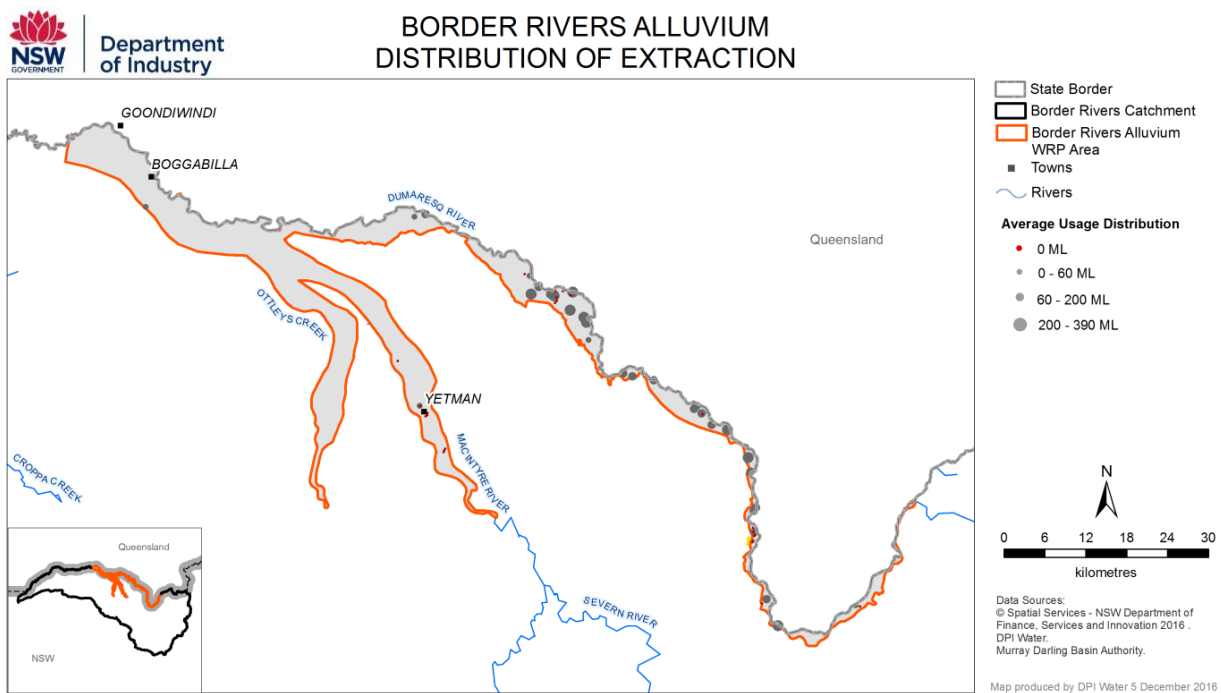 BORDER RIVERS ALLUVIUM
DISTRIBUTION OF EXTRACTION
NSW
GOVERNMENT
Department
of Industry
GOONDIWINDI
BOGGABILLA
DUMARESQ RIVER
Queensland
OTTLEYS CREEK
YETMAN
MACINTYRE RIVER
CROPPA CREEK
SEVERN RIVER
Queensland
NSW
State Border
Border Rivers Catchment
Border Rivers Alluvium
WRP Area
Towns
Rivers
Average Usage Distribution
0 ML
0 - 60 ML
60 - 200 ML
200 - 390 ML
N
0 6 12 18 24 30
kilometres
Data Sources:
© Spatial Services - NSW Department of
Finance, Services and Innovation 2016 .
DPI Water.
Murray Darling Basin Authority.
Map produced by DPI Water 5 December 2016